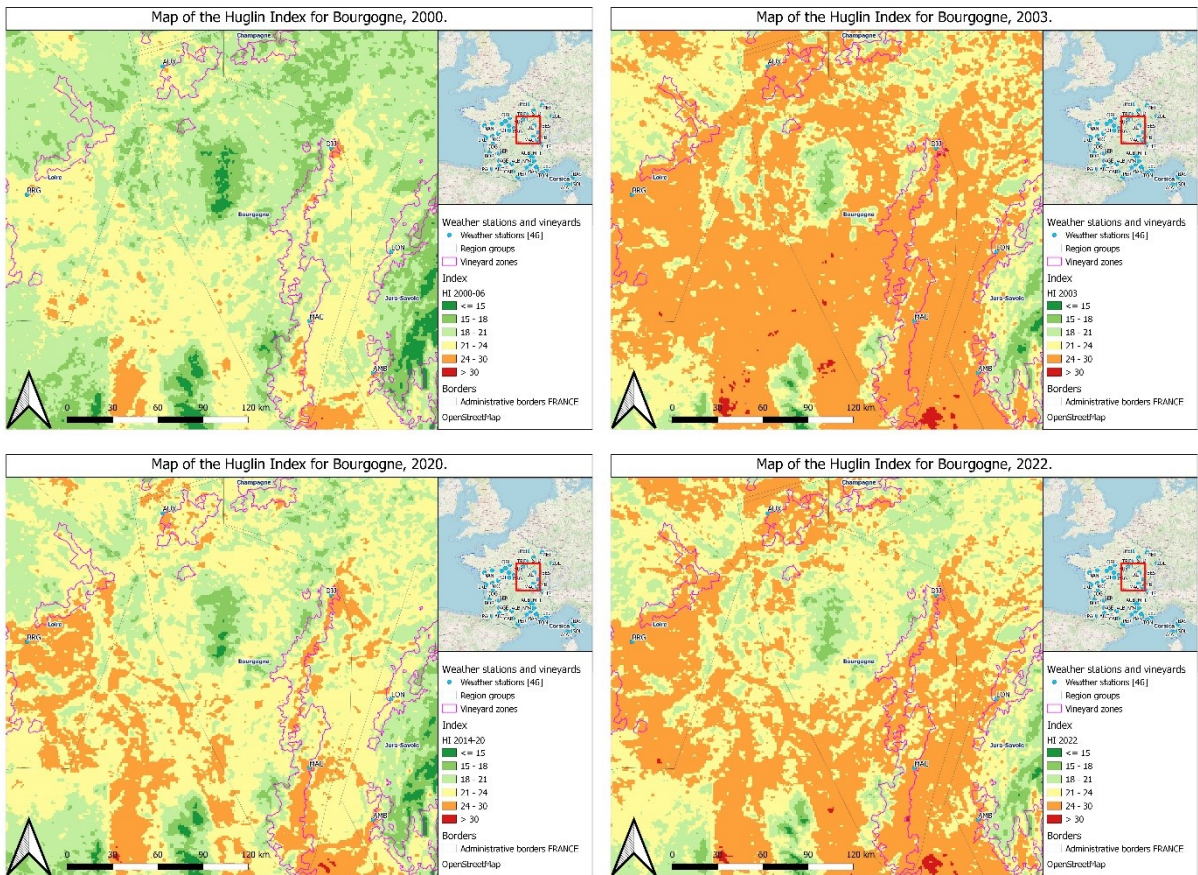 Map of the Huglin Index for Bourgogne, 2000.
Champagne
AUX
DIJ
Loire
BRG
Bourgogne
LON
Jura-Savoie
MAC
AMB
0 30 60 90 120 km
Corsica
Weather stations and vineyards
Weather stations [46]
Region groups
Vineyard zones
Index
HI 2000-06
<= 15
15 - 18
18 - 21
21 - 24
24 - 30
> 30
Borders
Administrative borders FRANCE
OpenStreetMap
Map of the Huglin Index for Bourgogne, 2003.
Champagne
AUX
DIJ
Loire
BRG
Bourgogne
LON
Jura-Savoie
MAC
AMB
0 30 60 90 120 km
Corsica
Weather stations and vineyards
Weather stations [46]
Region groups
Vineyard zones
Index
HI 2003
<= 15
15 - 18
18 - 21
21 - 24
24 - 30
> 30
Borders
Administrative borders FRANCE
OpenStreetMap
Map of the Huglin Index for Bourgogne, 2020.
Champagne
AUX
DIJ
Loire
BRG
Bourgogne
LON
Jura-Savoie
MAC
AMB
0 30 60 90 120 km
Corsica
Weather stations and vineyards
Weather stations [46]
Region groups
Vineyard zones
Index
HI 2014-20
<= 15
15 - 18
18 - 21
21 - 24
24 - 30
> 30
Borders
Administrative borders FRANCE
OpenStreetMap
Map of the Huglin Index for Bourgogne, 2022.
Champagne
AUX
DIJ
Loire
BRG
Bourgogne
LON
Jura-Savoie
MAC
AMB
0 30 60 90 120 km
Corsica
Weather stations and vineyards
Weather stations [46]
Region groups
Vineyard zones
Index
HI 2022
<= 15
15 - 18
18 - 21
21 - 24
24 - 30
> 30
Borders
Administrative borders FRANCE
OpenStreetMap